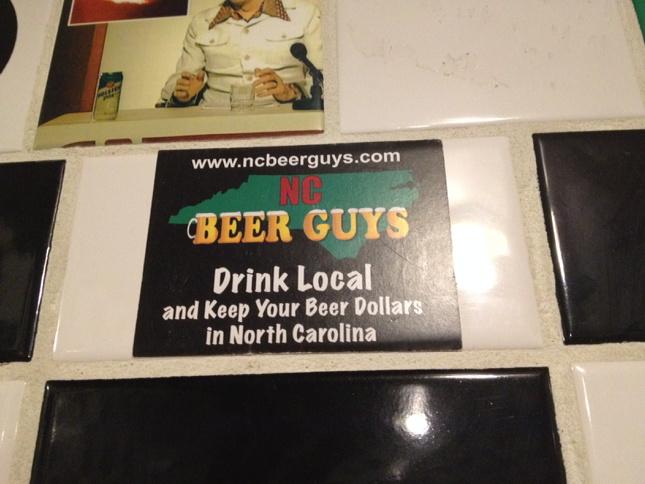 www.ncbeerguys.com
NC
BEER GUYS
Drink Local
and Keep Your Beer Dollars
in North Carolina